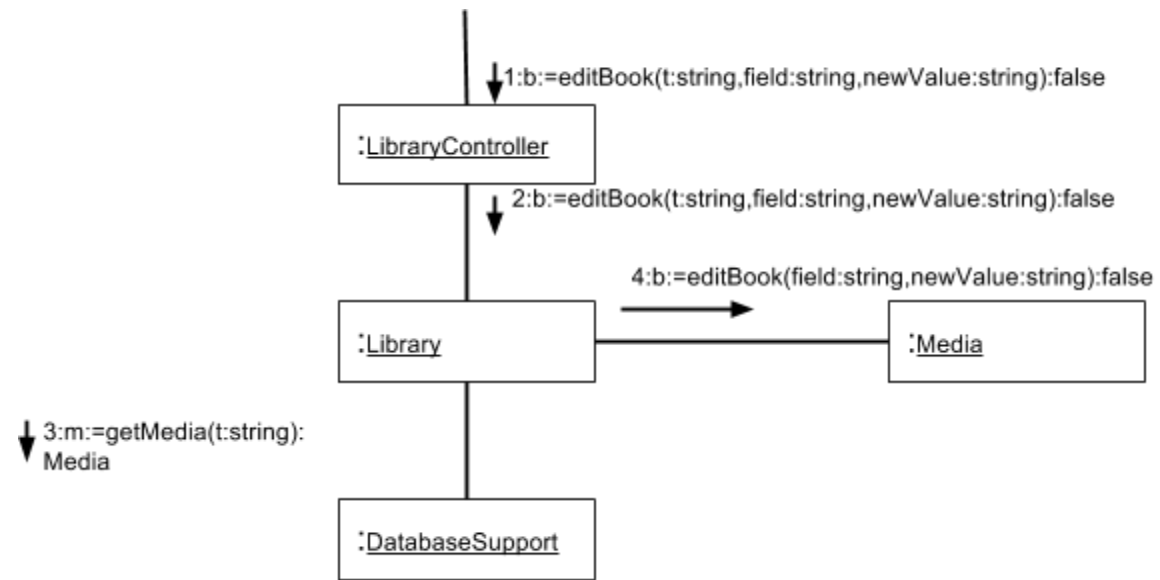 1:b:=editBook(t:string,field:string,newValue:string):false
:LibraryController
2:b:=editBook(t:string,field:string,newValue:string):false
4:b:=editBook(field:string,newValue:string):false
:Library
:Media
3:m:=getMedia(t:string):
Media
:DatabaseSupport